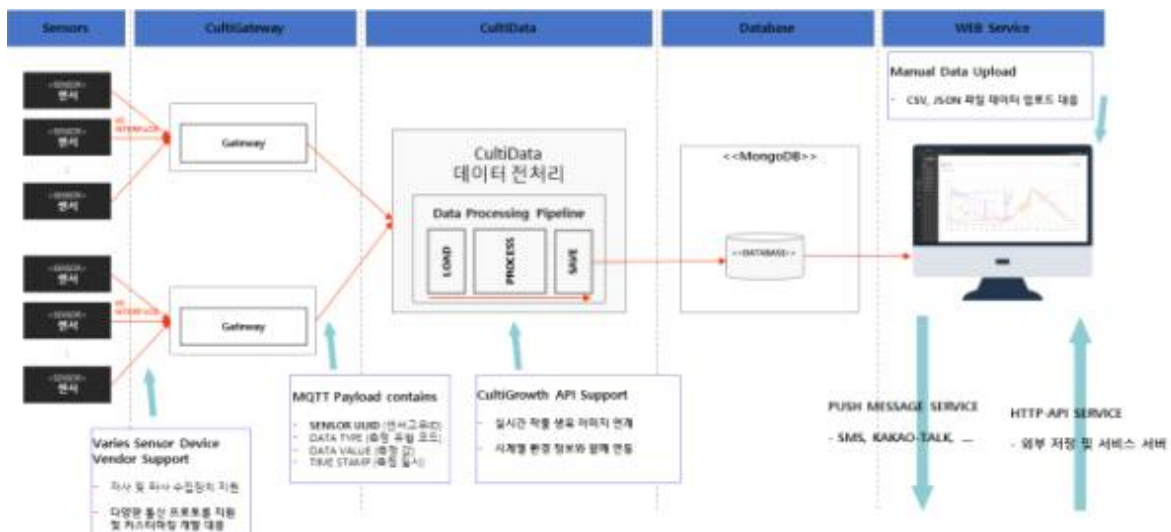 Sensors
CultiGateway
CultiData
Database
WEB Service
<<SENSOR>>
센서
<<SENSOR>>
센서
<<SENSOR>>
센서
INTERFACE
Gateway
<<SENSOR>>
센서
<<SENSOR>>
센서
<<SENSOR>>
센서
INTERFACE
Gateway
CultiData
데이터 전처리
Data Processing Pipeline
LOAD
PROCESS
SAVE
<<MongoDB>>
<<DATABASE>>
Manual Data Upload
- CSV, JSON 파일 데이터 업로드 대응
Varies Sensor Device
Vendor Support
- 자사 및 타사 수집장치 지원
- 다양한 통신 프로토콜 지원
및 커스터마이징 개발 대응
MQTT Payload contains
- SENSOR UUID (센서고유ID)
- DATA TYPE (측정 유형 코드)
- DATA VALUE (측정 값)
- TIME STAMP (측정 일시)
CultiGrowth API Support
- 실시간 작물 생육 이미지 연계
- 시계열 환경 정보와 함께 연동
PUSH MESSAGE SERVICE
- SMS, KAKAO-TALK, ...
HTTP-API SERVICE
- 외부 저장 및 서비스 서버